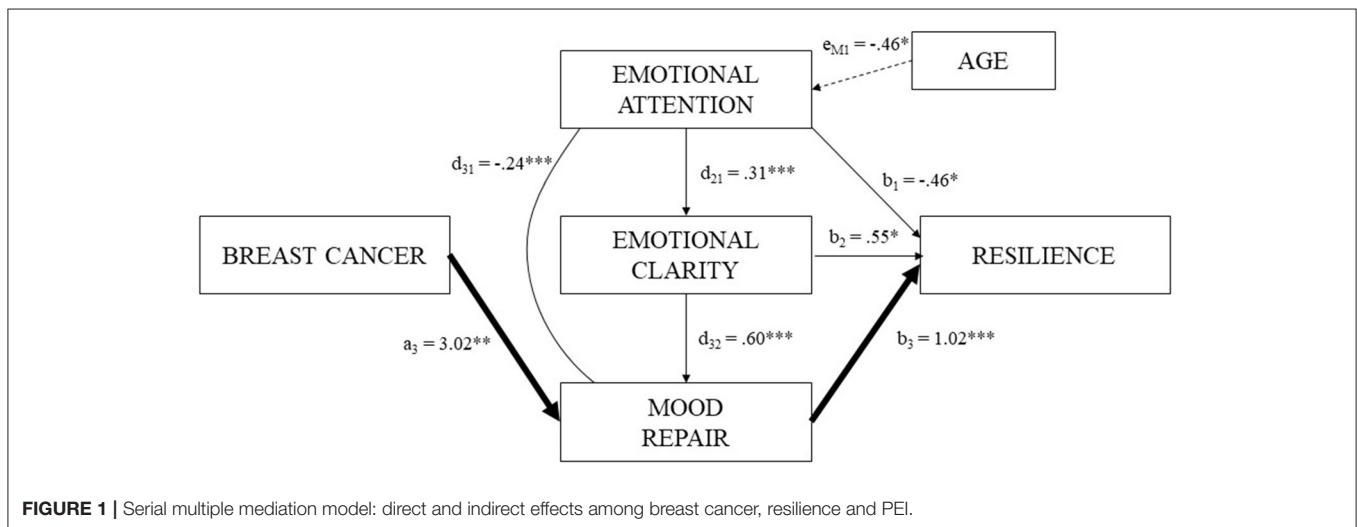 e_M1 = -.46*
AGE
EMOTIONAL
ATTENTION
d_31 = -.24***
d_21 = .31***
b_1 = -.46*
BREAST CANCER
EMOTIONAL
CLARITY
b_2 = .55*
RESILIENCE
a_3 = 3.02**
d_32 = .60***
b_3 = 1.02***
MOOD
REPAIR
FIGURE 1 | Serial multiple mediation model: direct and indirect effects among breast cancer, resilience and PEI.